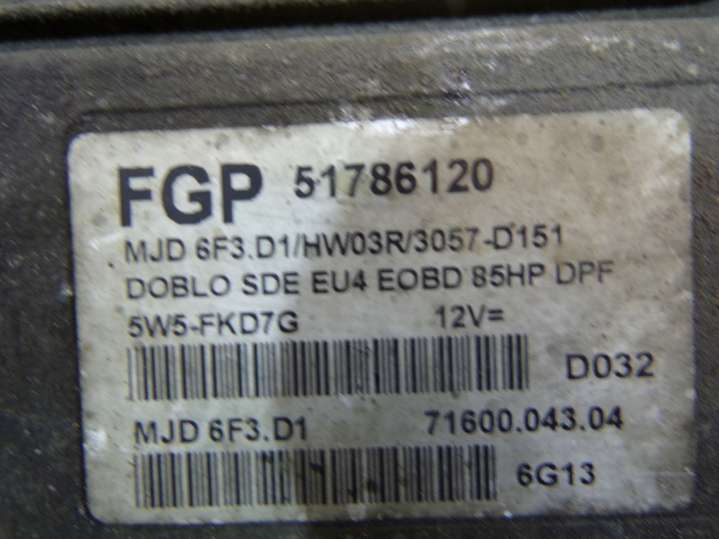 FGP 51786120
MJD 6F3.D1/HW03R/3057-D151
DOBLO SDE EU4 EOBD 85HP DPF
5W5-FKD7G 12V=
D032
MJD 6F3.D1 71600.043.04
6G13